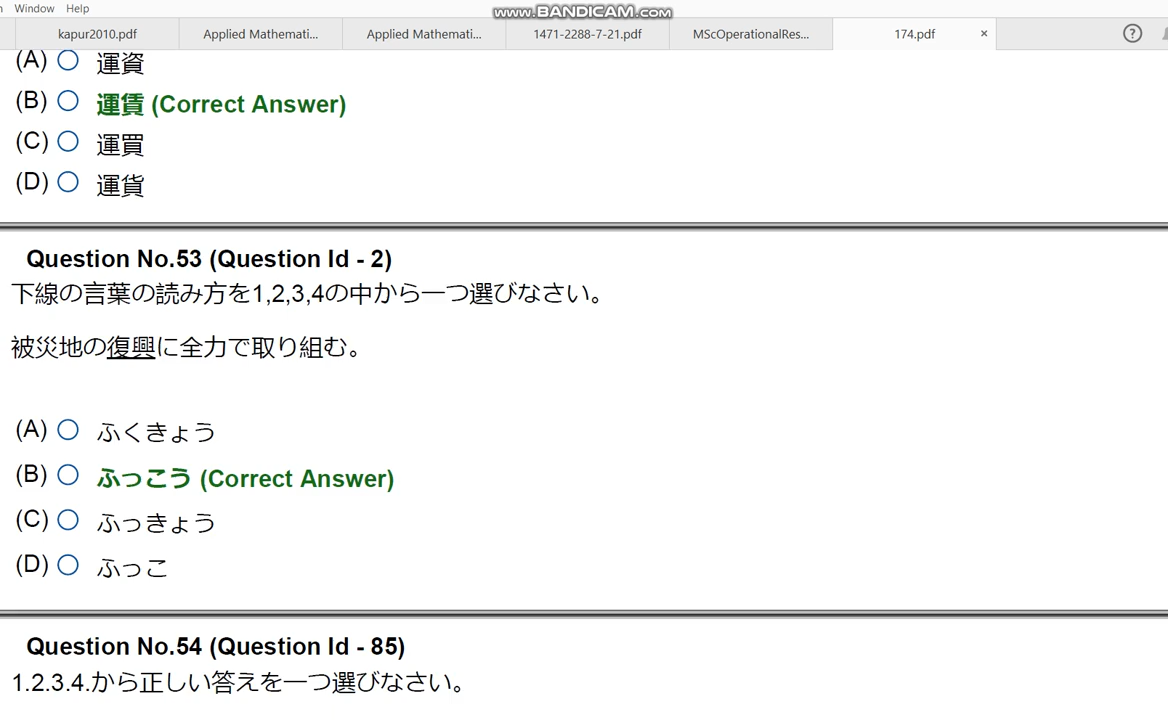 Window Help
www.BANDICAM.com
kapur2010.pdf Applied Mathemati... Applied Mathemati... 1471-2288-7-21.pdf MScOperationalRes... 174.pdf × ?
(A) 運資
(B) 運賃 (Correct Answer)
(C) 運買
(D) 運貨
Question No.53 (Question Id - 2)
下線の言葉の読み方を1,2,3,4の中から一つ選びなさい。
被災地の復興に全力で取り組む。
(A) ふくきょう
(B) ふっこう (Correct Answer)
(C) ふっきょう
(D) ふっこ
Question No.54 (Question Id - 85)
1.2.3.4.から正しい答えを一つ選びなさい。